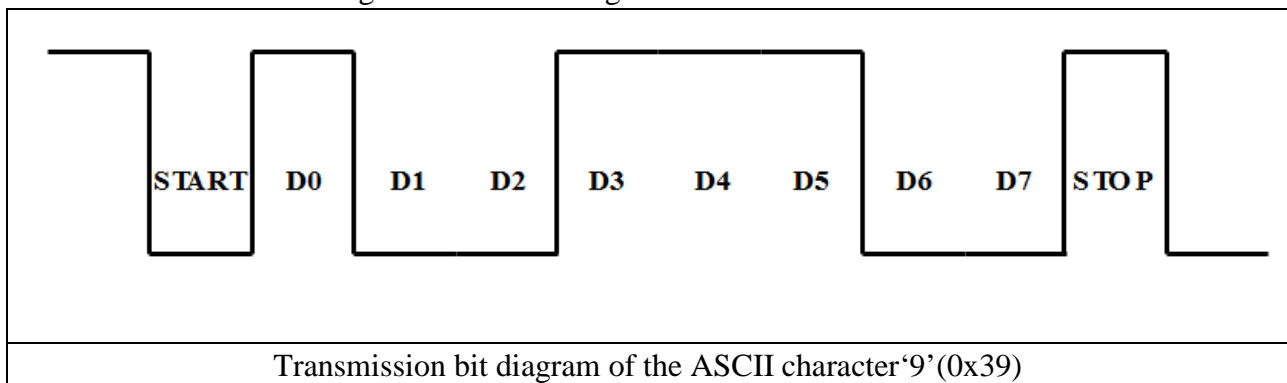 START D0 D1 D2 D3 D4 D5 D6 D7 STOP
Transmission bit diagram of the ASCII character‘9’(0x39)